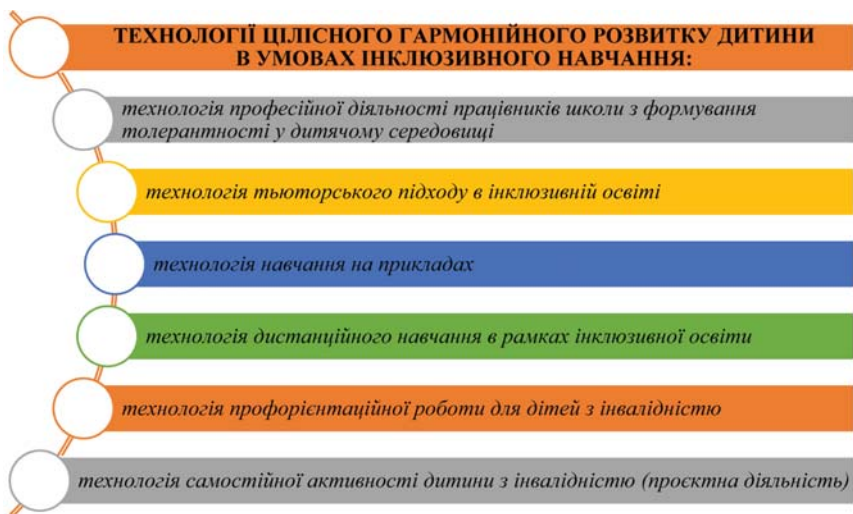 ТЕХНОЛОГІЇ ЦІЛІСНОГО ГАРМОНІЙНОГО РОЗВИТКУ ДИТИНИ
В УМОВАХ ІНКЛЮЗИВНОГО НАВЧАННЯ:
технологія професійної діяльності працівників школи з формування
толерантності у дитячому середовищі
технологія тьюторського підходу в інклюзивній освіті
технологія навчання на прикладах
технологія дистанційного навчання в рамках інклюзивної освіти
технологія профорієнтаційної роботи для дітей з інвалідністю
технологія самостійної активності дитини з інвалідністю (проєктна діяльність)